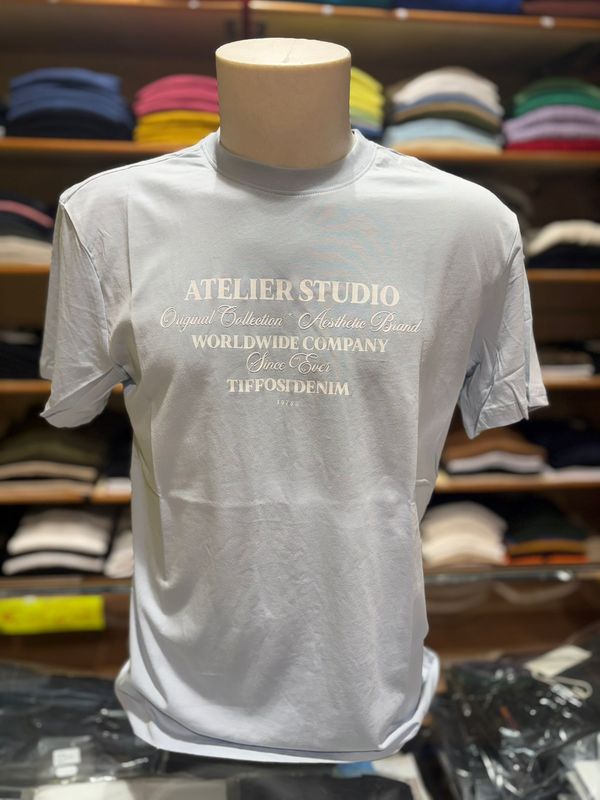 ATELIER STUDIO
Original Collection * Aesthetic Brand
WORLDWIDE COMPANY
Since Ever
TIFFOSI DENIM